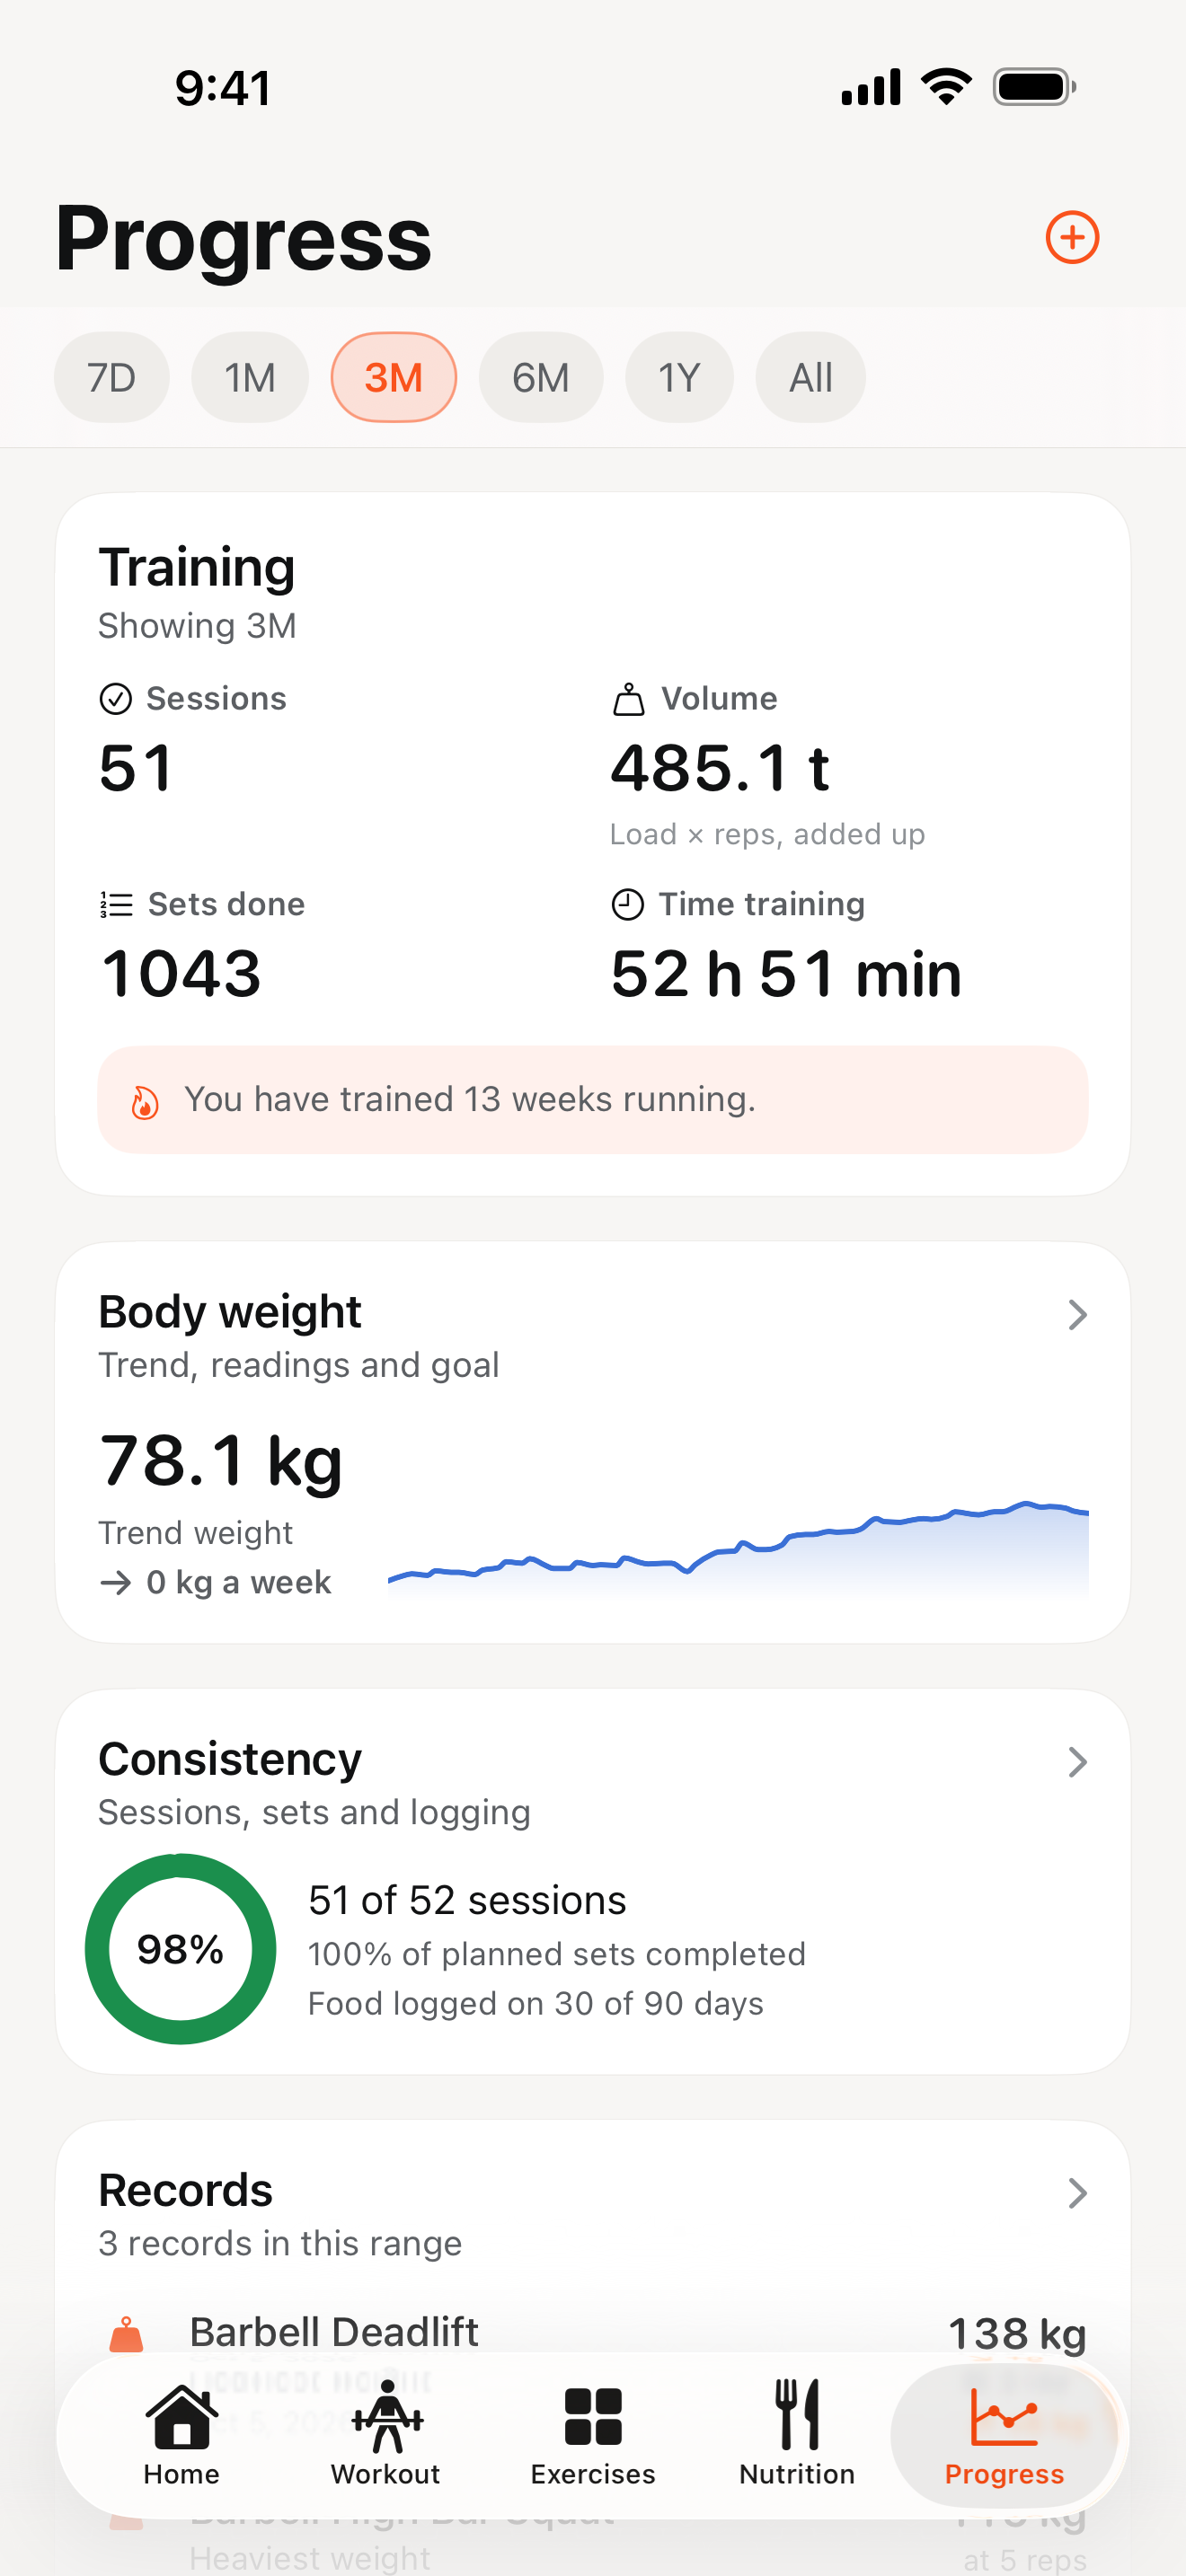 9:41
Progress
7D 1M 3M 6M 1Y All
Training
Showing 3M
Sessions
51
Volume
485.1 t
Load × reps, added up
Sets done
1043
Time training
52 h 51 min
You have trained 13 weeks running.
Body weight
Trend, readings and goal
78.1 kg
Trend weight
0 kg a week
Consistency
Sessions, sets and logging
98%
51 of 52 sessions
100% of planned sets completed
Food logged on 30 of 90 days
Records
3 records in this range
Barbell Deadlift
138 kg
Home Workout Exercises Nutrition Progress
Heaviest weight
at 5 reps